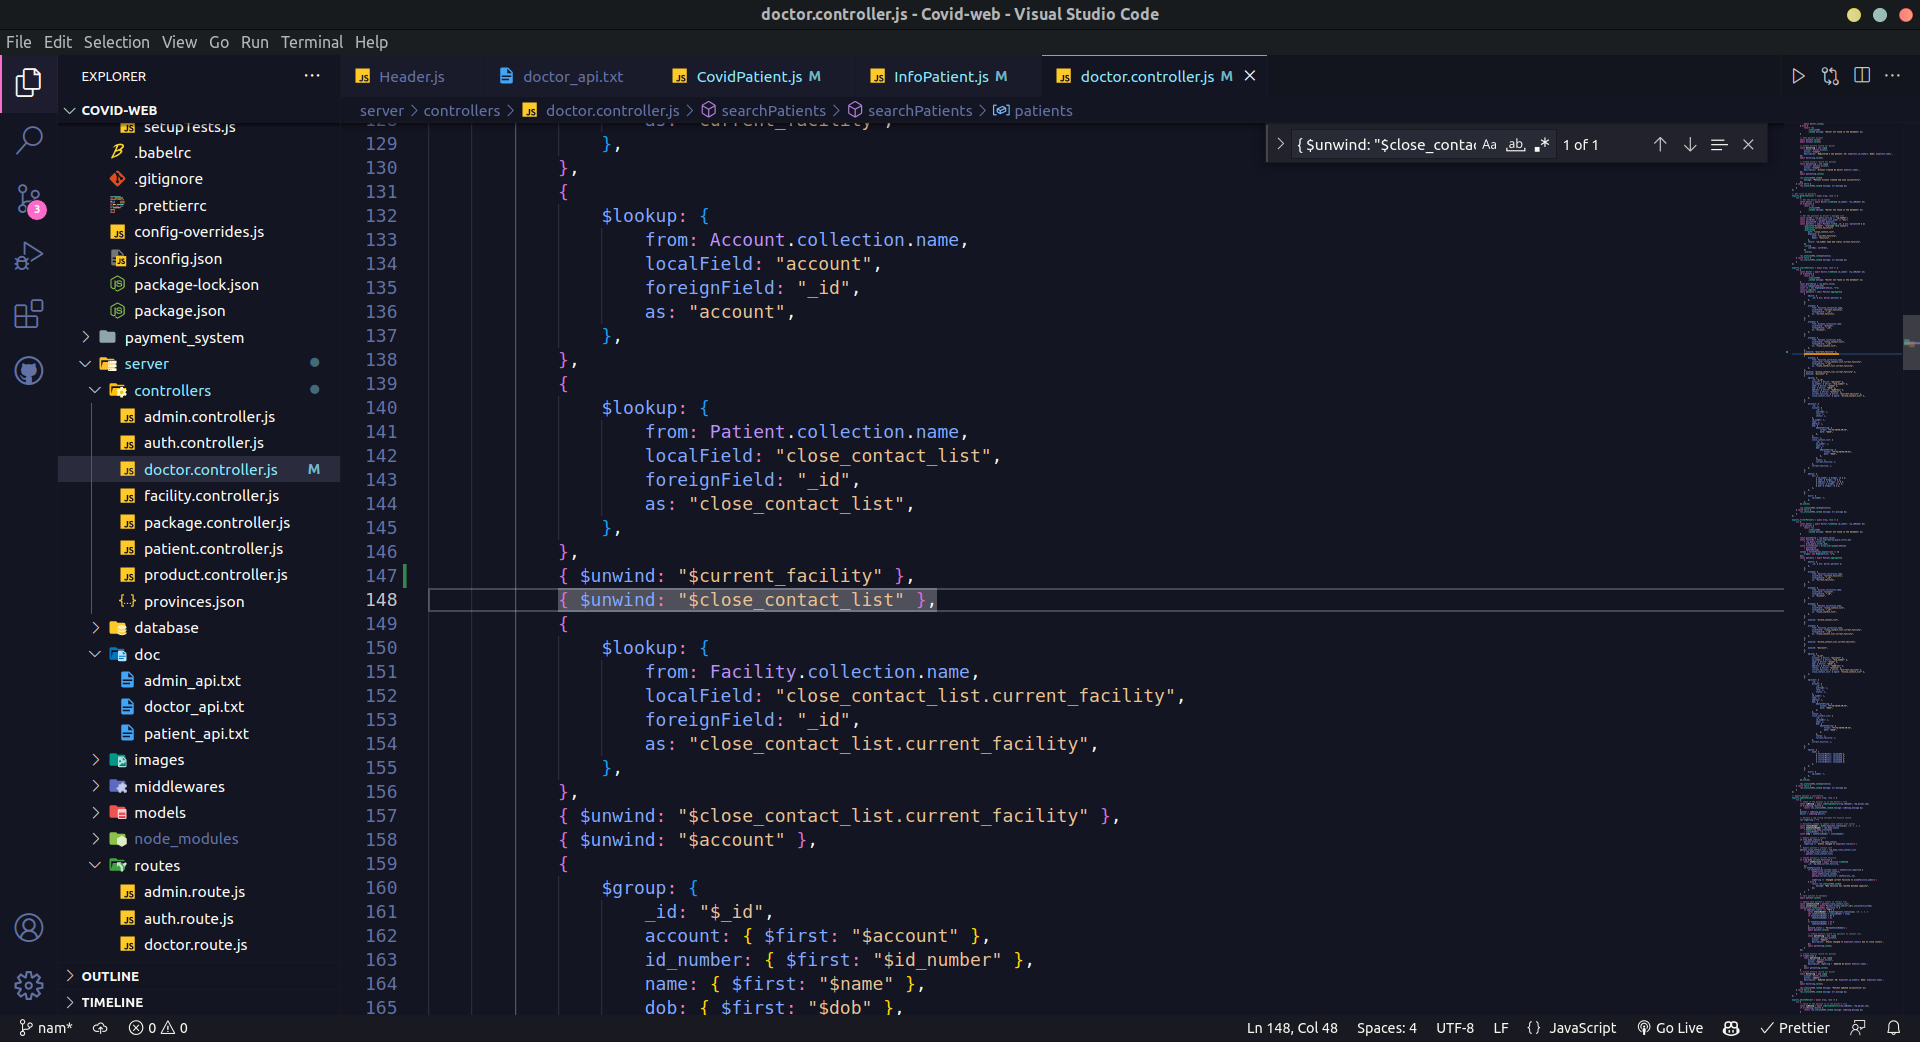 doctor.controller.js - Covid-web - Visual Studio Code
File Edit Selection View Go Run Terminal Help
EXPLORER
Header.js
doctor_api.txt
CovidPatient.js M
InfoPatient.js M
doctor.controller.js M
COVID-WEB
server > controllers > doctor.controller.js > searchPatients > searchPatients > patients
{ $unwind: "$close_contac Aa ab 1 of 1
setupTests.js
.babelrc
.gitignore
.prettierrc
config-overrides.js
jsconfig.json
package-lock.json
package.json
payment_system
server
controllers
admin.controller.js
auth.controller.js
doctor.controller.js M
facility.controller.js
package.controller.js
patient.controller.js
product.controller.js
provinces.json
database
doc
admin_api.txt
doctor_api.txt
patient_api.txt
images
middlewares
models
node_modules
routes
admin.route.js
auth.route.js
doctor.route.js
OUTLINE
TIMELINE
3
128 as: "current_facility",
129 },
130 },
131 {
132 $lookup: {
133 from: Account.collection.name,
134 localField: "account",
135 foreignField: "_id",
136 as: "account",
137 },
138 },
139 {
140 $lookup: {
141 from: Patient.collection.name,
142 localField: "close_contact_list",
143 foreignField: "_id",
144 as: "close_contact_list",
145 },
146 },
147 { $unwind: "$current_facility" },
148 { $unwind: "$close_contact_list" },
149 {
150 $lookup: {
151 from: Facility.collection.name,
152 localField: "close_contact_list.current_facility",
153 foreignField: "_id",
154 as: "close_contact_list.current_facility",
155 },
156 },
157 { $unwind: "$close_contact_list.current_facility" },
158 { $unwind: "$account" },
159 {
160 $group: {
161 _id: "$_id",
162 account: { $first: "$account" },
163 id_number: { $first: "$id_number" },
164 name: { $first: "$name" },
165 dob: { $first: "$dob" },
nam* 0 0 Ln 148, Col 48 Spaces: 4 UTF-8 LF {} JavaScript Go Live Prettier